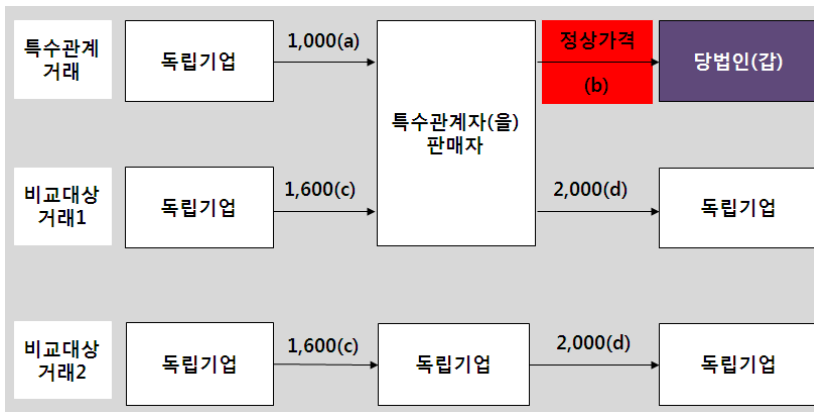 특수관계
거래
독립기업
1,000(a)
특수관계자(을)
판매자
정상가격
(b)
당법인(갑)
비교대상
거래1
독립기업
1,600(c)
2,000(d)
독립기업
비교대상
거래2
독립기업
1,600(c)
독립기업
2,000(d)
독립기업